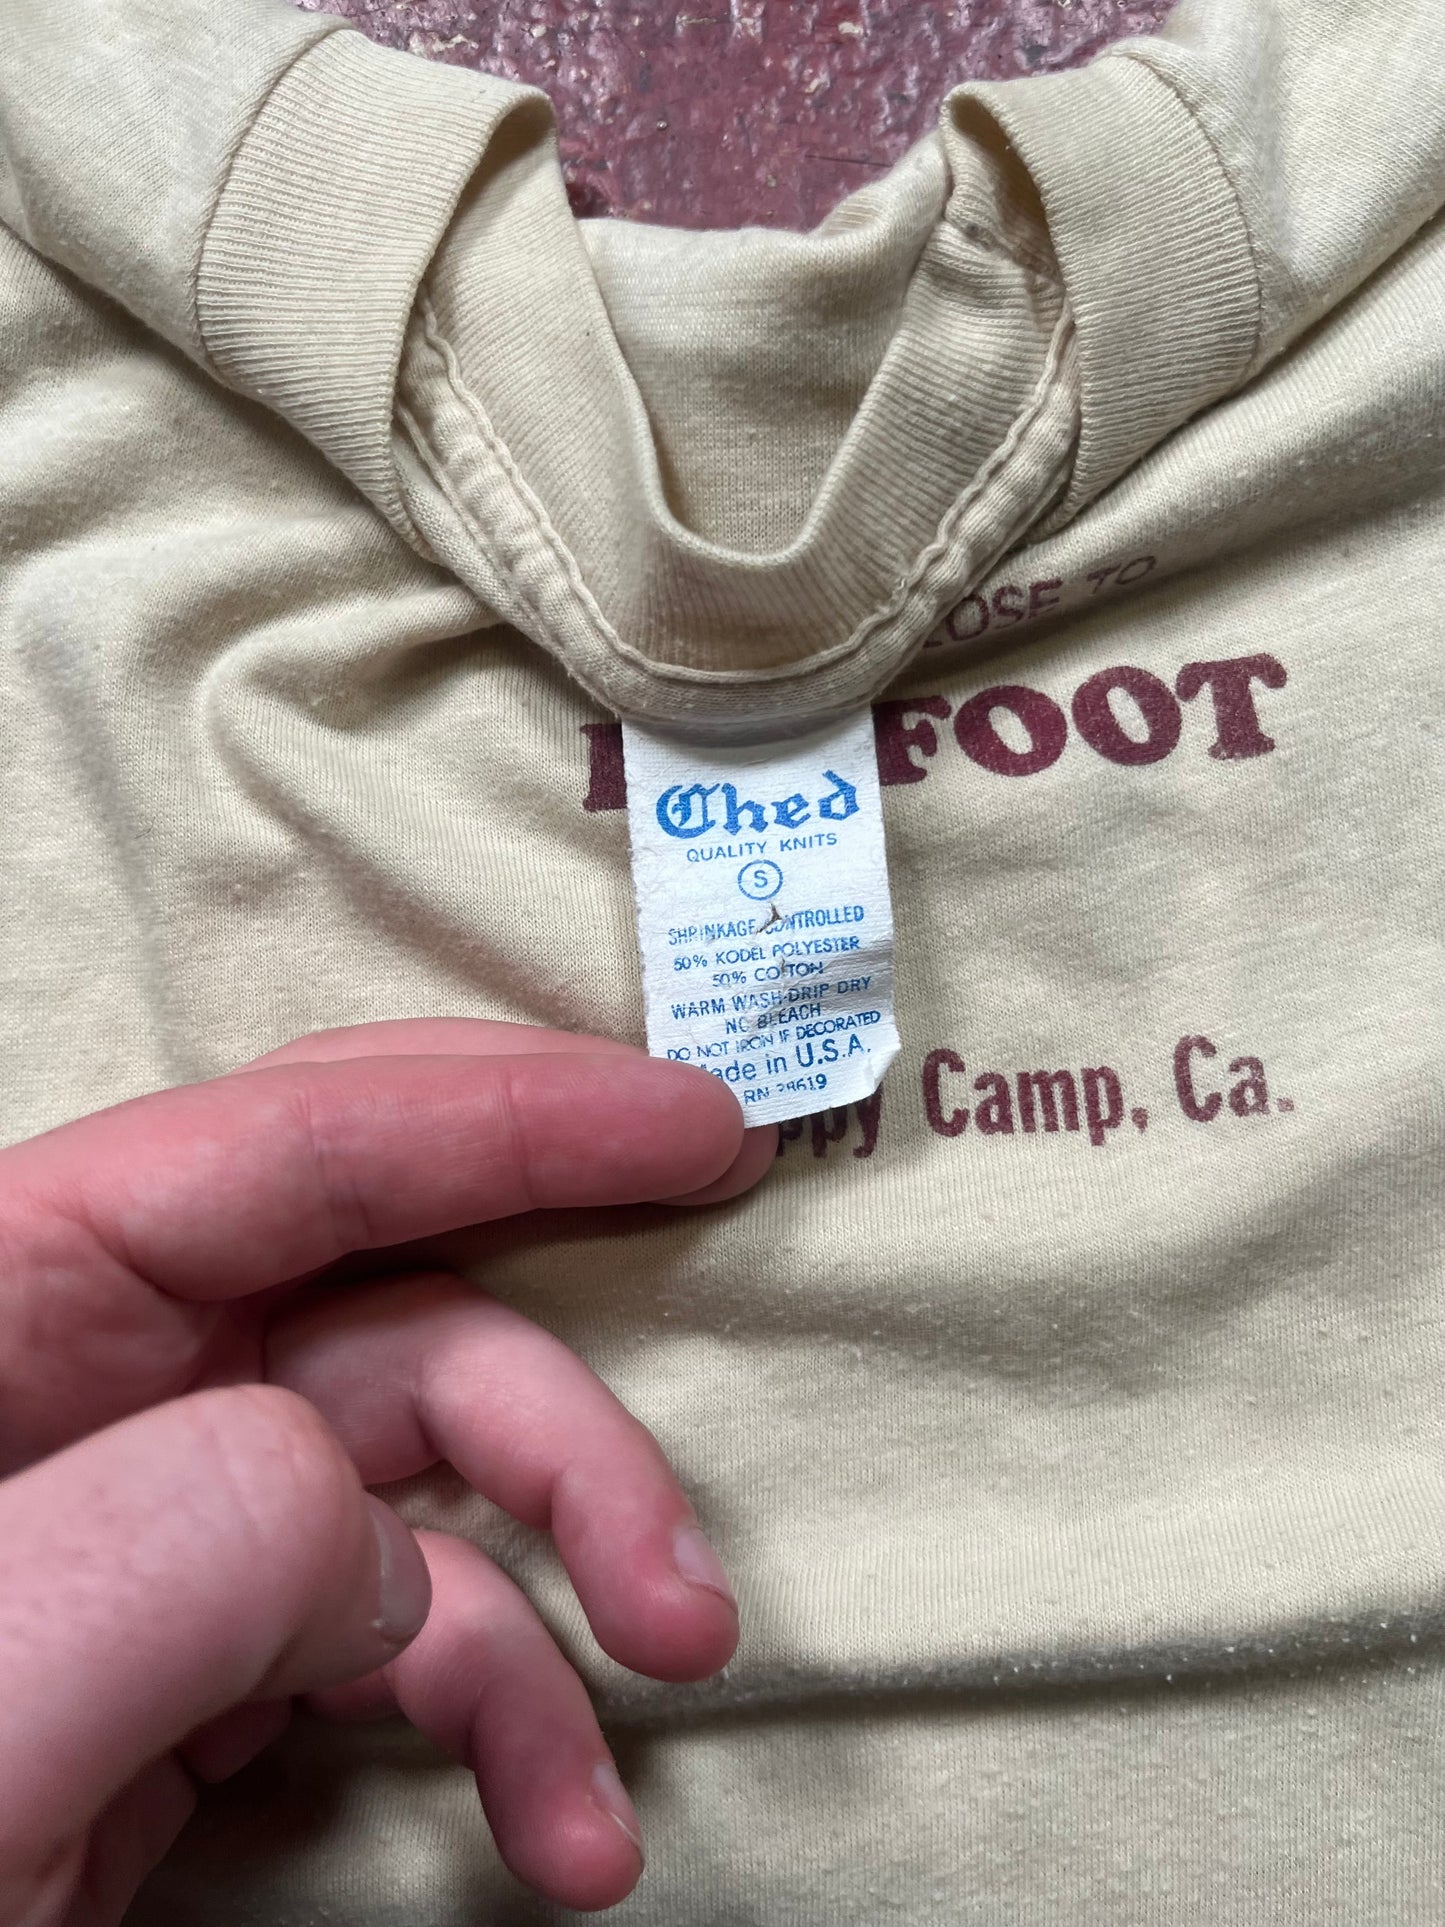 TO
FOOT
Ched
QUALITY KNITS
S
SHRINKAGE CONTROLLED
50% KODEL POLYESTER
50% COTTON
WARM WASH-DRIP DRY
NO BLEACH
DO NOT IRON IF DECORATED
Made in U.S.A.
RN 28619
ppy Camp, Ca.